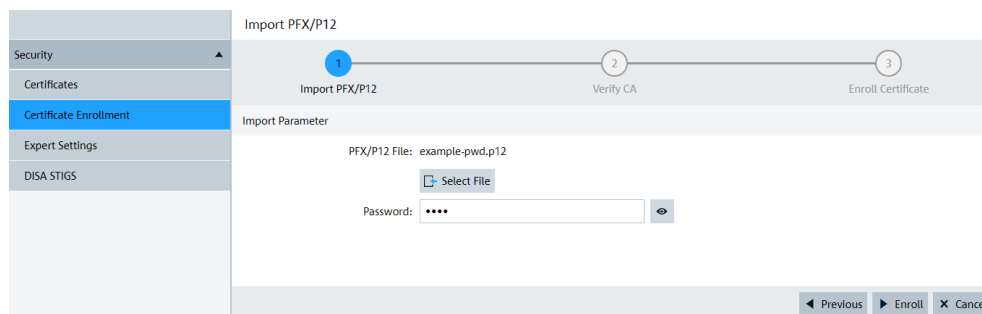 Import PFX/P12
Security
Certificates
Certificate Enrollment
Expert Settings
DISA STIGS
1
2
3
Import PFX/P12
Verify CA
Enroll Certificate
Import Parameter
PFX/P12 File: example-pwd.p12
Select File
Password: ••••
Previous Enroll Cance